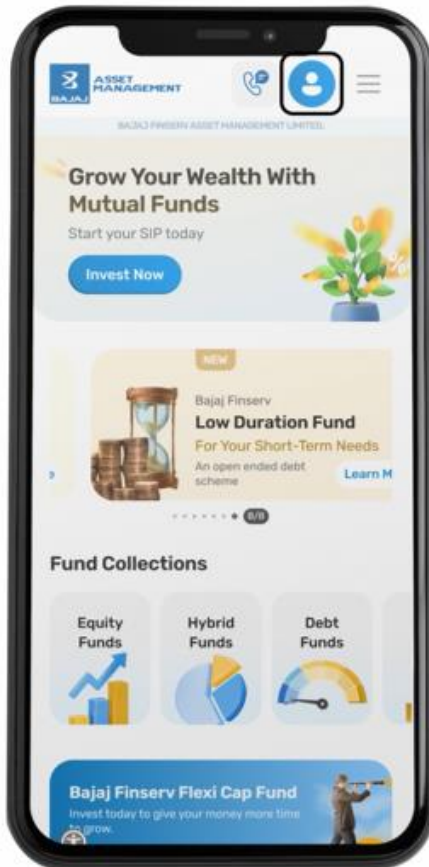 BAJAJ
ASSET
MANAGEMENT
BAJAJ FINSERV ASSET MANAGEMENT LIMITED
Grow Your Wealth With
Mutual Funds
Start your SIP today
Invest Now
NEW
Bajaj Finserv
Low Duration Fund
For Your Short-Term Needs
An open ended debt
scheme
Learn M
8/8
Fund Collections
Equity
Funds
Hybrid
Funds
Debt
Funds
Bajaj Finserv Flexi Cap Fund
Invest today to give your money more time
to grow.